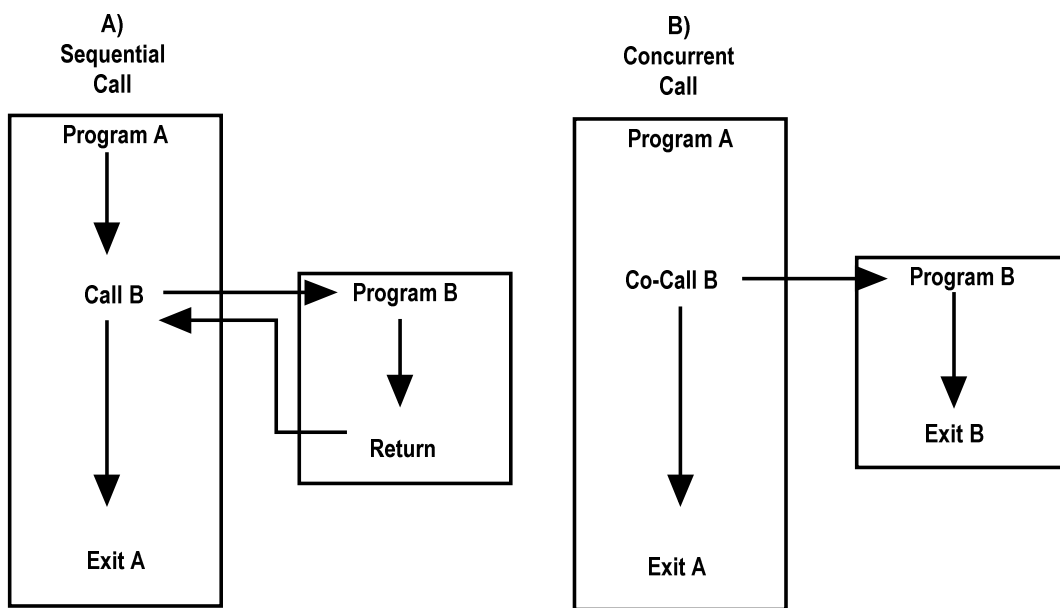 A)
Sequential
Call
Program A
Call B
Program B
Return
Exit A
B)
Concurrent
Call
Program A
Co-Call B
Program B
Exit B
Exit A